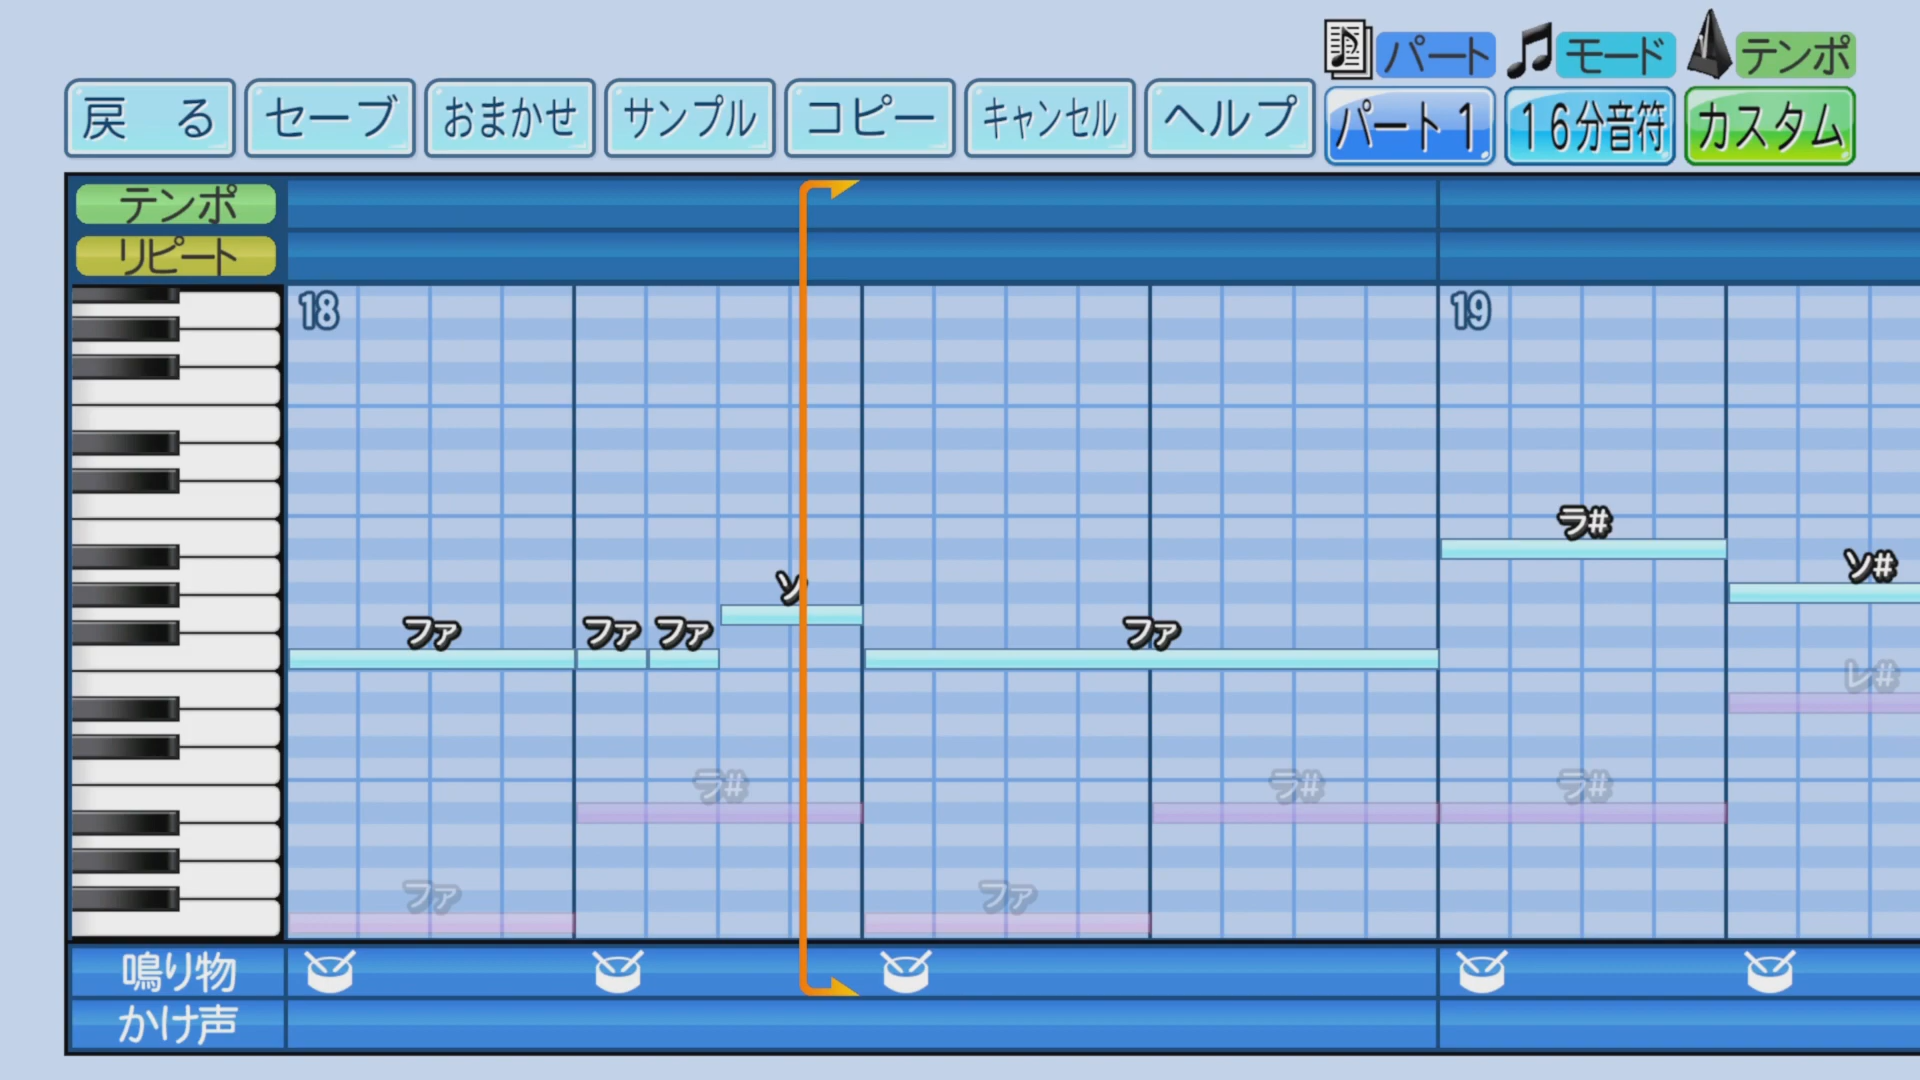 パート モード テンポ
戻る セーブ おまかせ サンプル コピー キャンセル ヘルプ パート1 16分音符 カスタム
テンポ
リピート
18 19
ラ#
ソ#
ソ
ファ ファ ファ ファ
レ#
ラ# ラ# ラ#
ファ ファ
鳴り物
かけ声